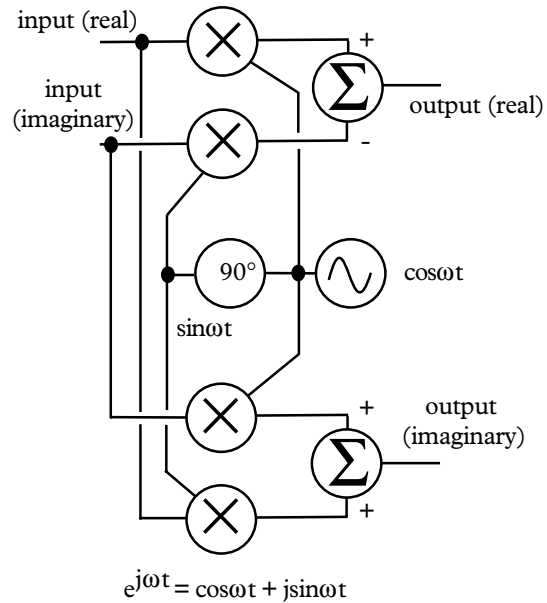 input (real)
+
Σ
output (real)
input
(imaginary)
-
90°
cosωt
sinωt
+
output
(imaginary)
Σ
+
e^jωt = cosωt + jsinωt